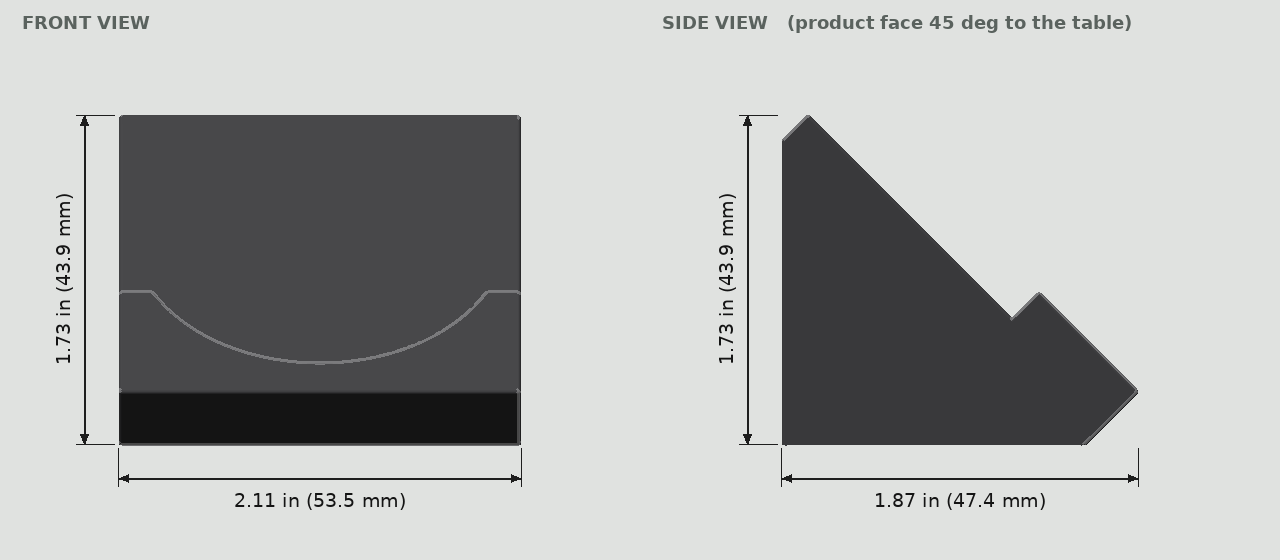 FRONT VIEW
SIDE VIEW (product face 45 deg to the table)
1.73 in (43.9 mm)
1.73 in (43.9 mm)
2.11 in (53.5 mm)
1.87 in (47.4 mm)